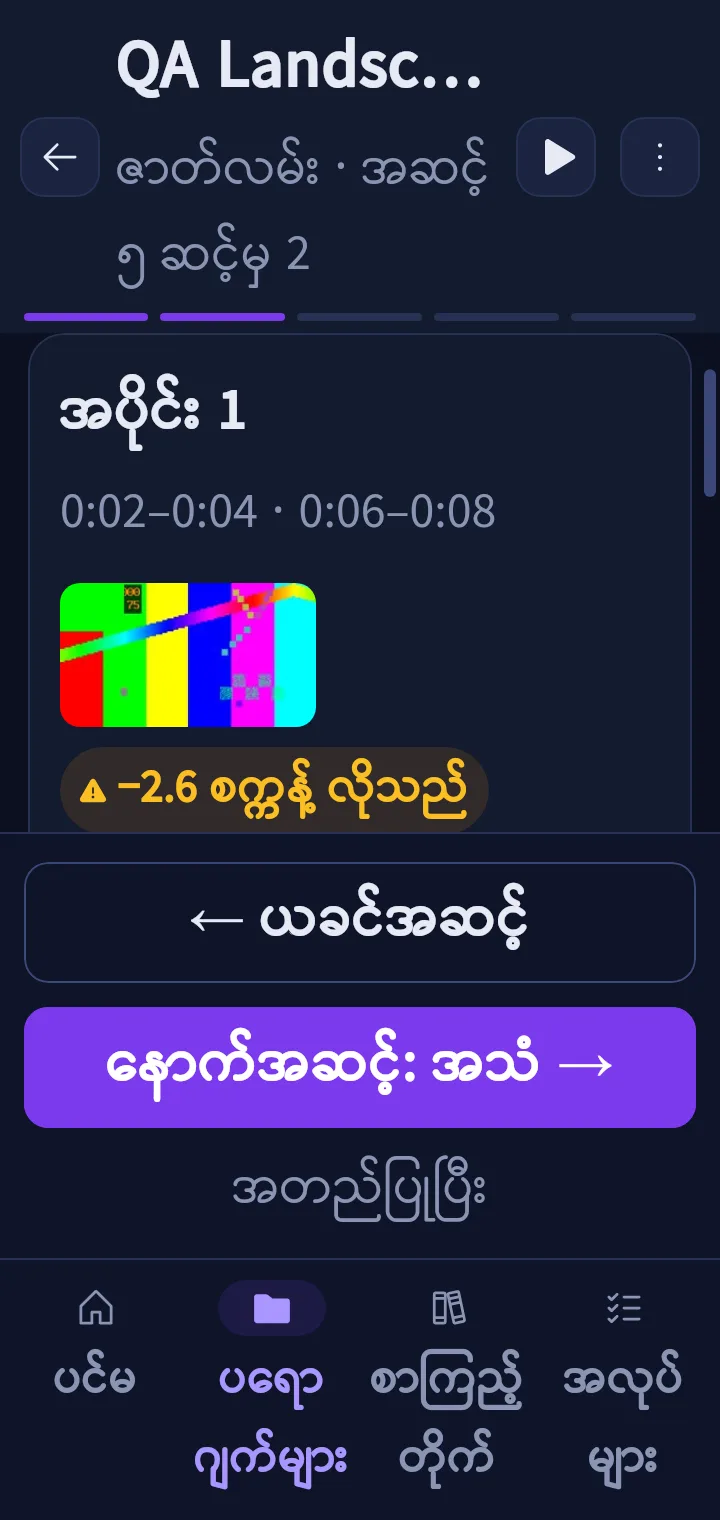 QA Landsc…
ဇာတ်လမ်း · အဆင့်
၅ ဆင့်မှ 2
အပိုင်း 1
0:02–0:04 · 0:06–0:08
00
75
−2.6 စက္ကန့် လိုသည်
← ယခင်အဆင့်
နောက်အဆင့်: အသံ →
အတည်ပြုပြီး
ပင်မ
ပရော
ဂျက်များ
စာကြည့်
တိုက်
အလုပ်
များ